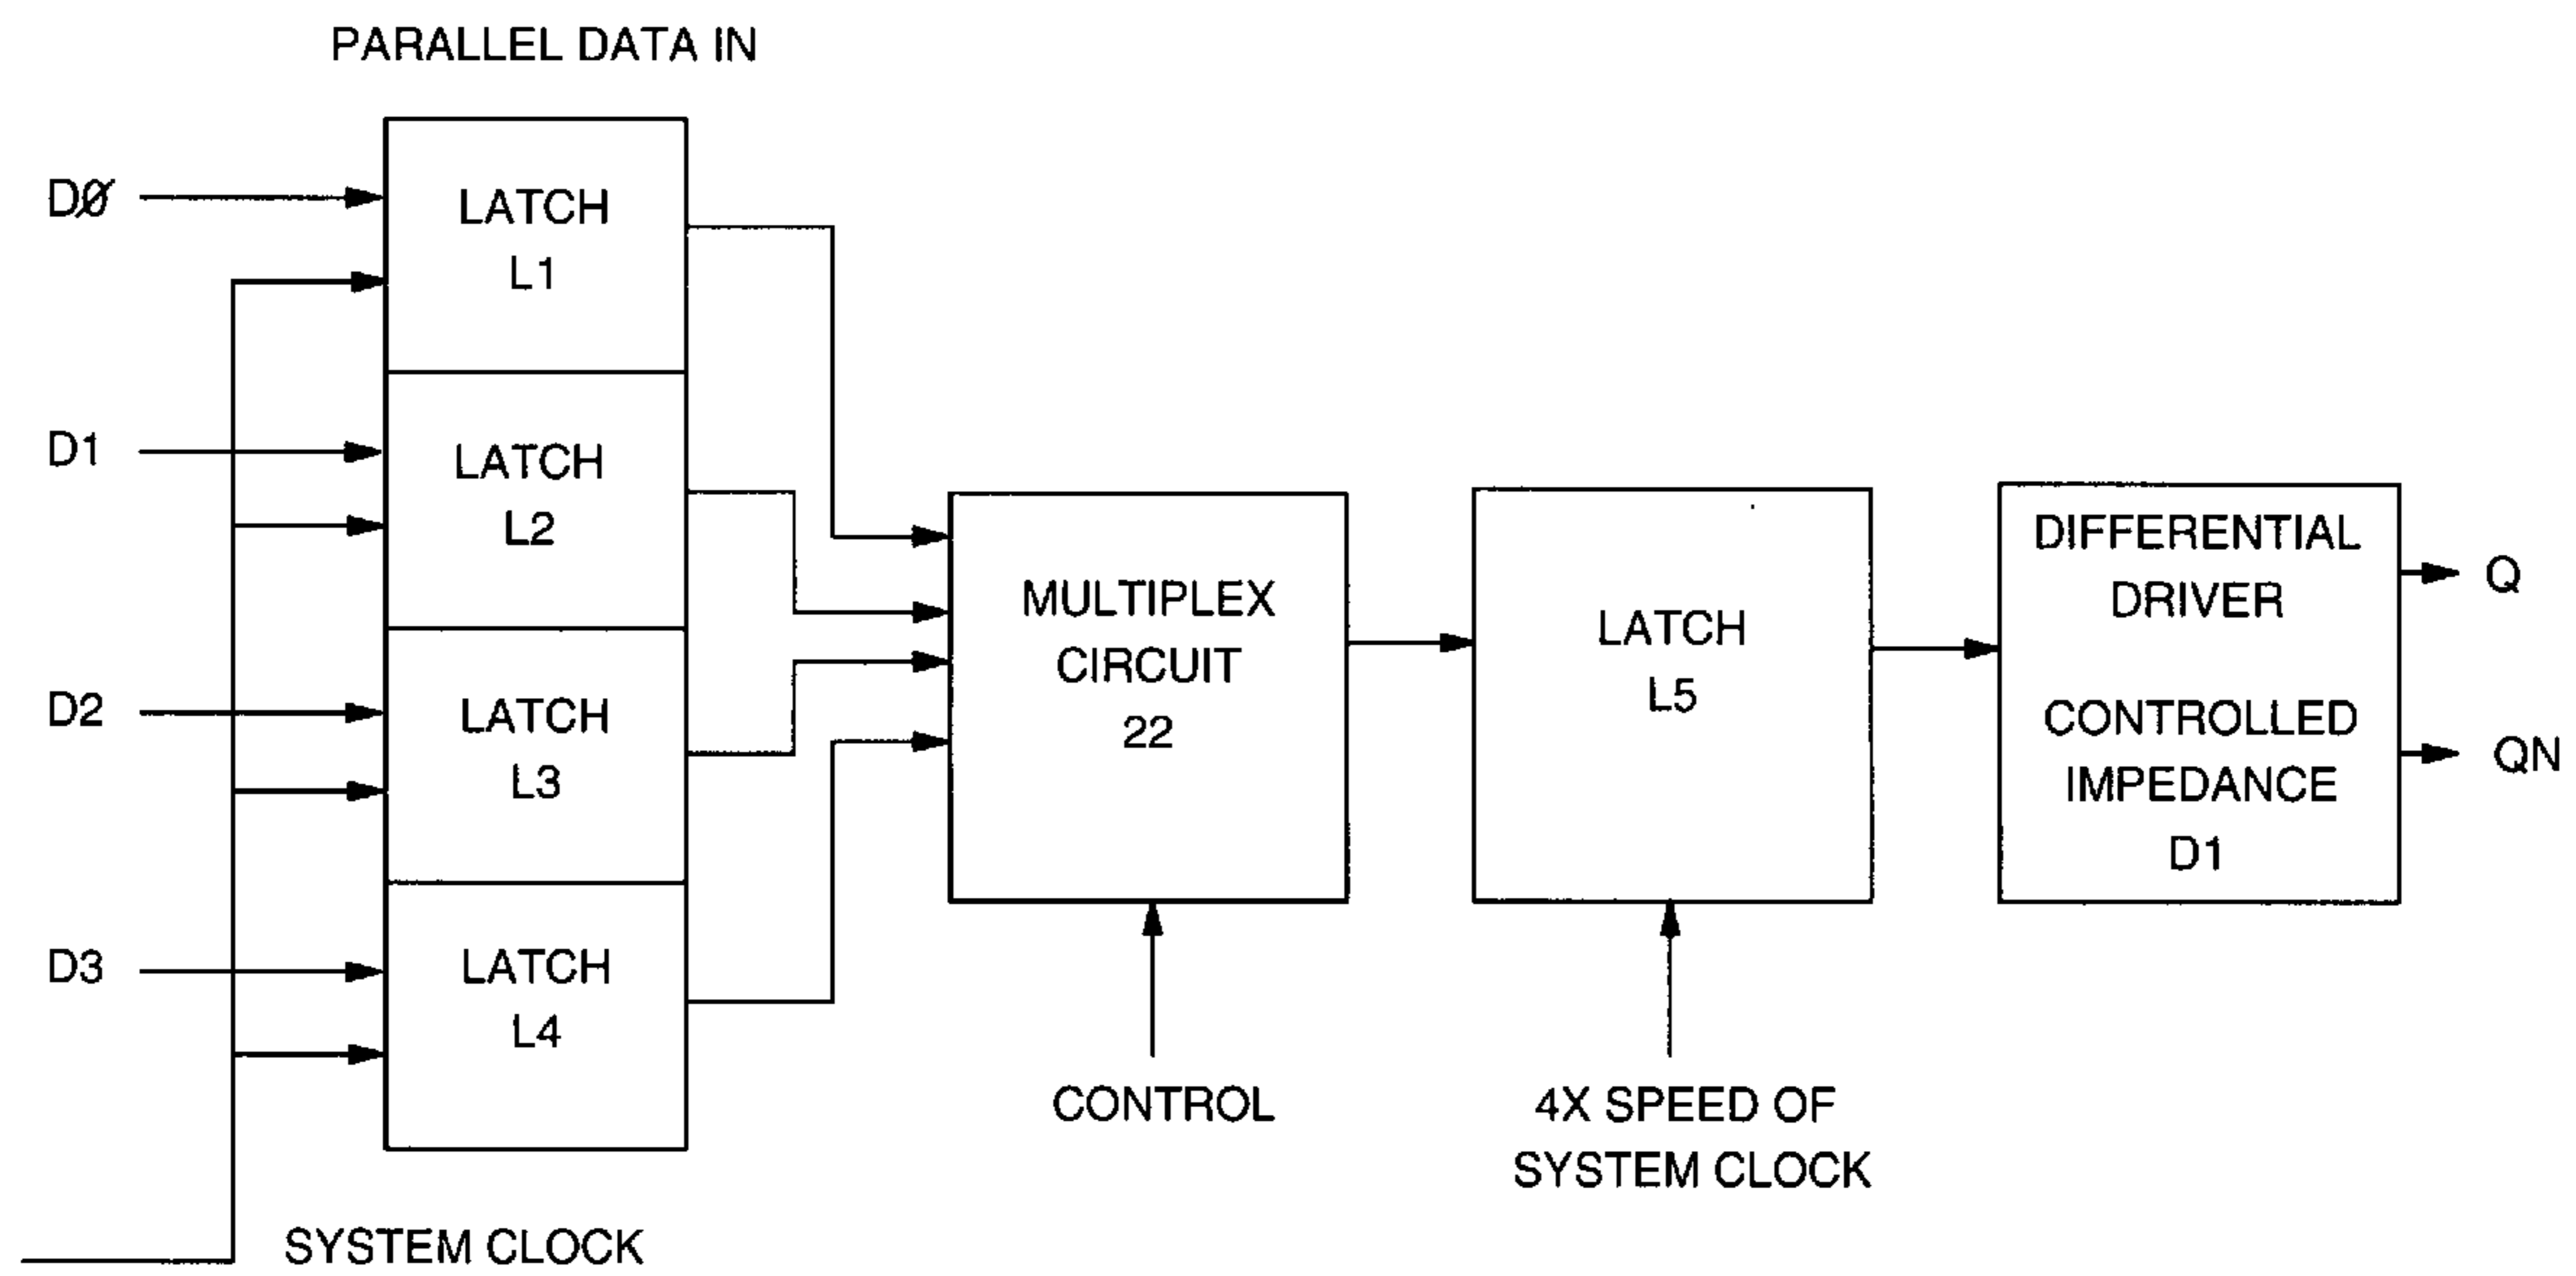 PARALLEL DATA IN
DØ
LATCH
L1
D1
LATCH
L2
D2
LATCH
L3
D3
LATCH
L4
SYSTEM CLOCK
MULTIPLEX
CIRCUIT
22
CONTROL
LATCH
L5
4X SPEED OF
SYSTEM CLOCK
DIFFERENTIAL
DRIVER
CONTROLLED
IMPEDANCE
D1
Q
QN